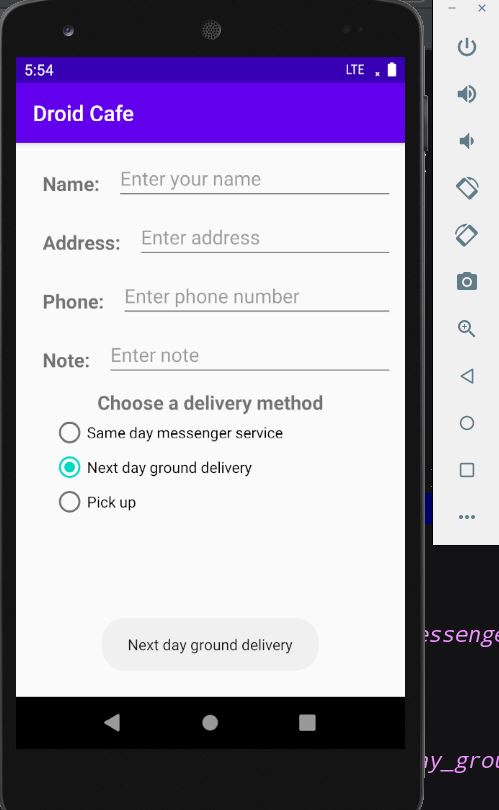 5:54 LTE
Droid Cafe
Name: Enter your name
Address: Enter address
Phone: Enter phone number
Note: Enter note
Choose a delivery method
Same day messenger service
Next day ground delivery
Pick up
essenge
Next day ground delivery
ay_grou